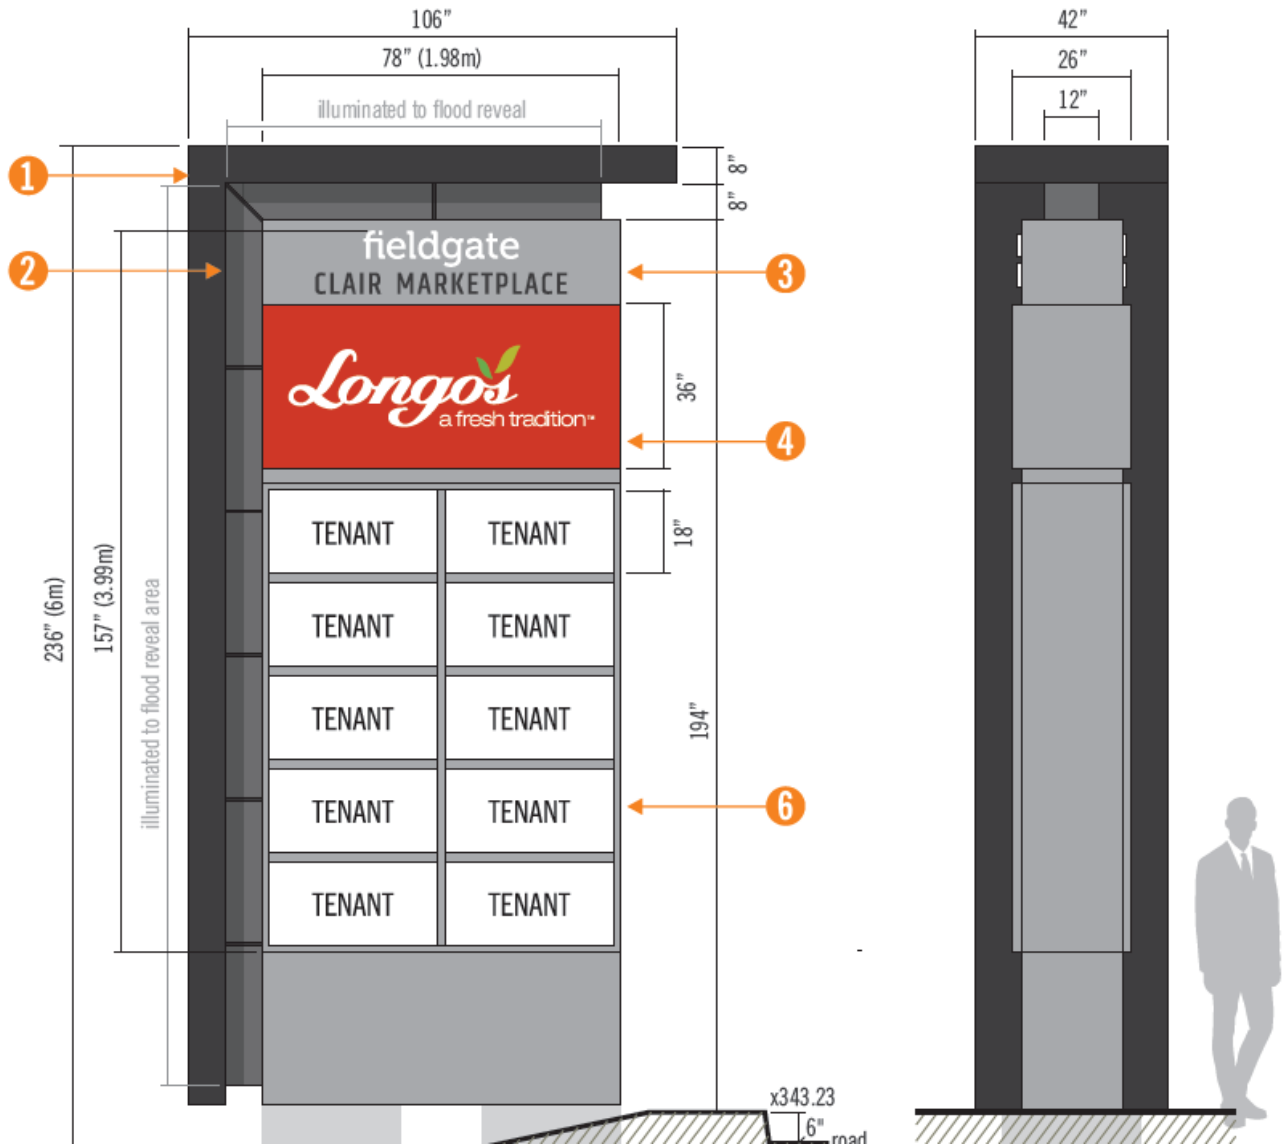 106”
42”
78” (1.98m)
26”
illuminated to flood reveal
12”
1
8”
8”
fieldgate
CLAIR MARKETPLACE
2
3
Longo's
a fresh tradition™
36”
4
TENANT TENANT
18”
236” (6m)
157” (3.99m)
illuminated to flood reveal area
TENANT TENANT
TENANT TENANT
194”
TENANT TENANT
6
TENANT TENANT
x343.23
6"
road